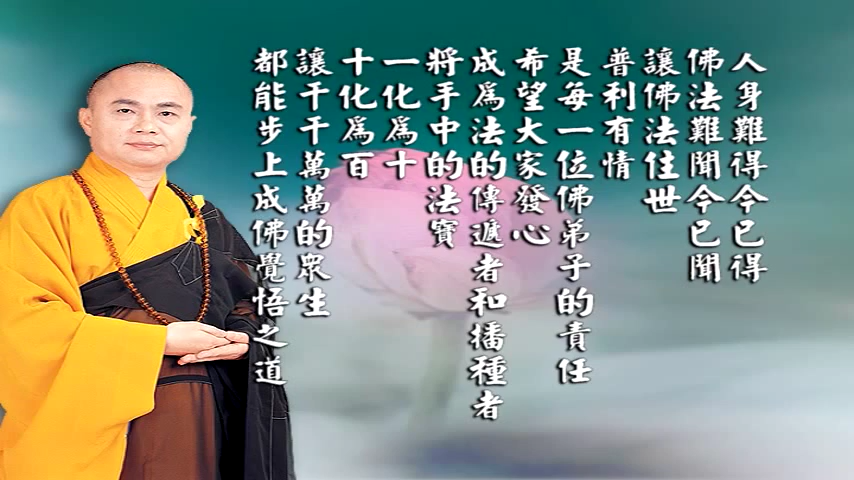 人身難得今已得
佛法難聞今已聞
讓佛法住世
普利有情
是每一位佛弟子的責任
希望大家發心
成爲法的傳遞者和播種者
將手中的法寶
一化爲十
十化爲百
讓千千萬萬的眾生
都能步上成佛覺悟之道